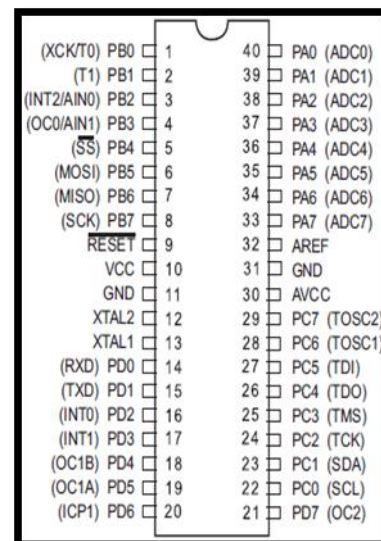 (XCK/T0) PB0 1 40 PA0 (ADC0)
(T1) PB1 2 39 PA1 (ADC1)
(INT2/AIN0) PB2 3 38 PA2 (ADC2)
(OC0/AIN1) PB3 4 37 PA3 (ADC3)
(SS) PB4 5 36 PA4 (ADC4)
(MOSI) PB5 6 35 PA5 (ADC5)
(MISO) PB6 7 34 PA6 (ADC6)
(SCK) PB7 8 33 PA7 (ADC7)
RESET 9 32 AREF
VCC 10 31 GND
GND 11 30 AVCC
XTAL2 12 29 PC7 (TOSC2)
XTAL1 13 28 PC6 (TOSC1)
(RXD) PD0 14 27 PC5 (TDI)
(TXD) PD1 15 26 PC4 (TDO)
(INT0) PD2 16 25 PC3 (TMS)
(INT1) PD3 17 24 PC2 (TCK)
(OC1B) PD4 18 23 PC1 (SDA)
(OC1A) PD5 19 22 PC0 (SCL)
(ICP1) PD6 20 21 PD7 (OC2)